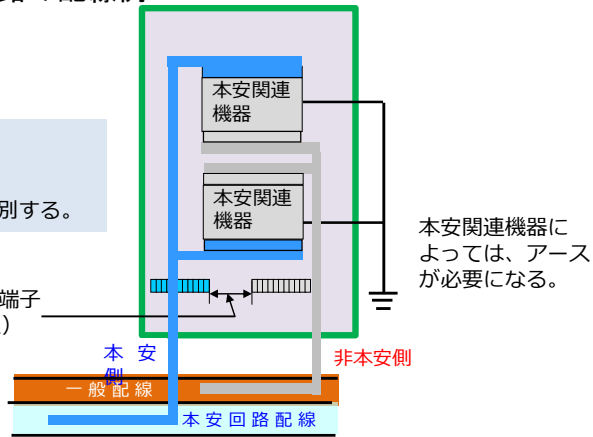 本安関連
機器
別する。
本安関連
機器
本安関連機器に
よっては、アース
が必要になる。
端子
)
本 安
側
非本安側
一 般 配 線
本 安 回 路 配 線